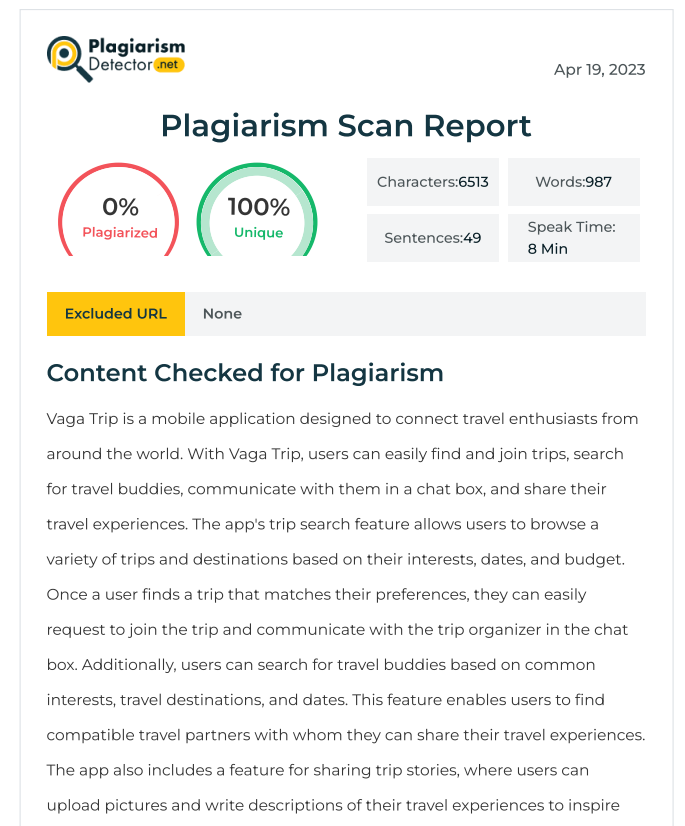 Plagiarism
Detector .net
Apr 19, 2023
Plagiarism Scan Report
0%
Plagiarized
100%
Unique
Characters:6513
Words:987
Sentences:49
Speak Time:
8 Min
Excluded URL
None
Content Checked for Plagiarism
Vaga Trip is a mobile application designed to connect travel enthusiasts from
around the world. With Vaga Trip, users can easily find and join trips, search
for travel buddies, communicate with them in a chat box, and share their
travel experiences. The app's trip search feature allows users to browse a
variety of trips and destinations based on their interests, dates, and budget.
Once a user finds a trip that matches their preferences, they can easily
request to join the trip and communicate with the trip organizer in the chat
box. Additionally, users can search for travel buddies based on common
interests, travel destinations, and dates. This feature enables users to find
compatible travel partners with whom they can share their travel experiences.
The app also includes a feature for sharing trip stories, where users can
upload pictures and write descriptions of their travel experiences to inspire